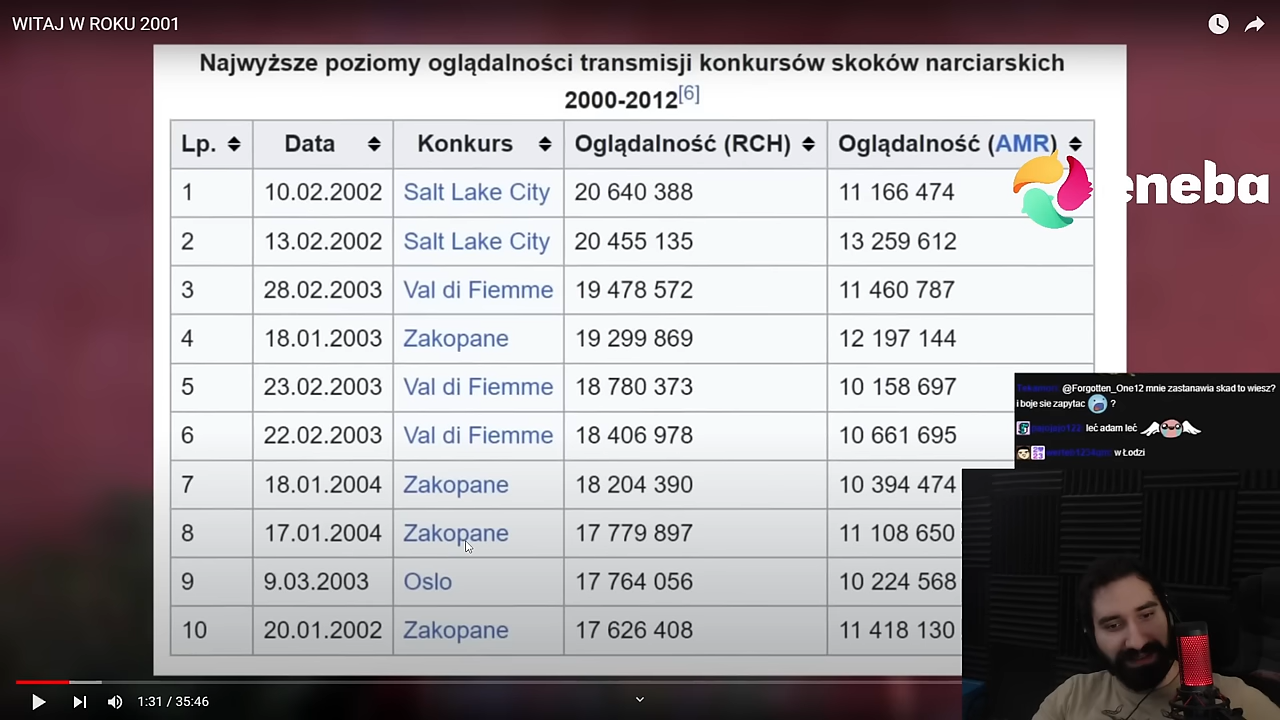 WITAJ W ROKU 2001
Najwyższe poziomy oglądalności transmisji konkursów skoków narciarskich
2000-2012[6]
Lp. Data Konkurs Oglądalność (RCH) Oglądalność (AMR)
1 10.02.2002 Salt Lake City 20 640 388 11 166 474
eneba
2 13.02.2002 Salt Lake City 20 455 135 13 259 612
3 28.02.2003 Val di Fiemme 19 478 572 11 460 787
4 18.01.2003 Zakopane 19 299 869 12 197 144
5 23.02.2003 Val di Fiemme 18 780 373 10 158 697
6 22.02.2003 Val di Fiemme 18 406 978 10 661 695
7 18.01.2004 Zakopane 18 204 390 10 394 474
8 17.01.2004 Zakopane 17 779 897 11 108 650
9 9.03.2003 Oslo 17 764 056 10 224 568
10 20.01.2002 Zakopane 17 626 408 11 418 130
@Forgotten_One12 mnie zastanawia skad to wiesz?
i boje sie zapytac ?
leć adam leć
w Łodzi
1:31 / 35:46